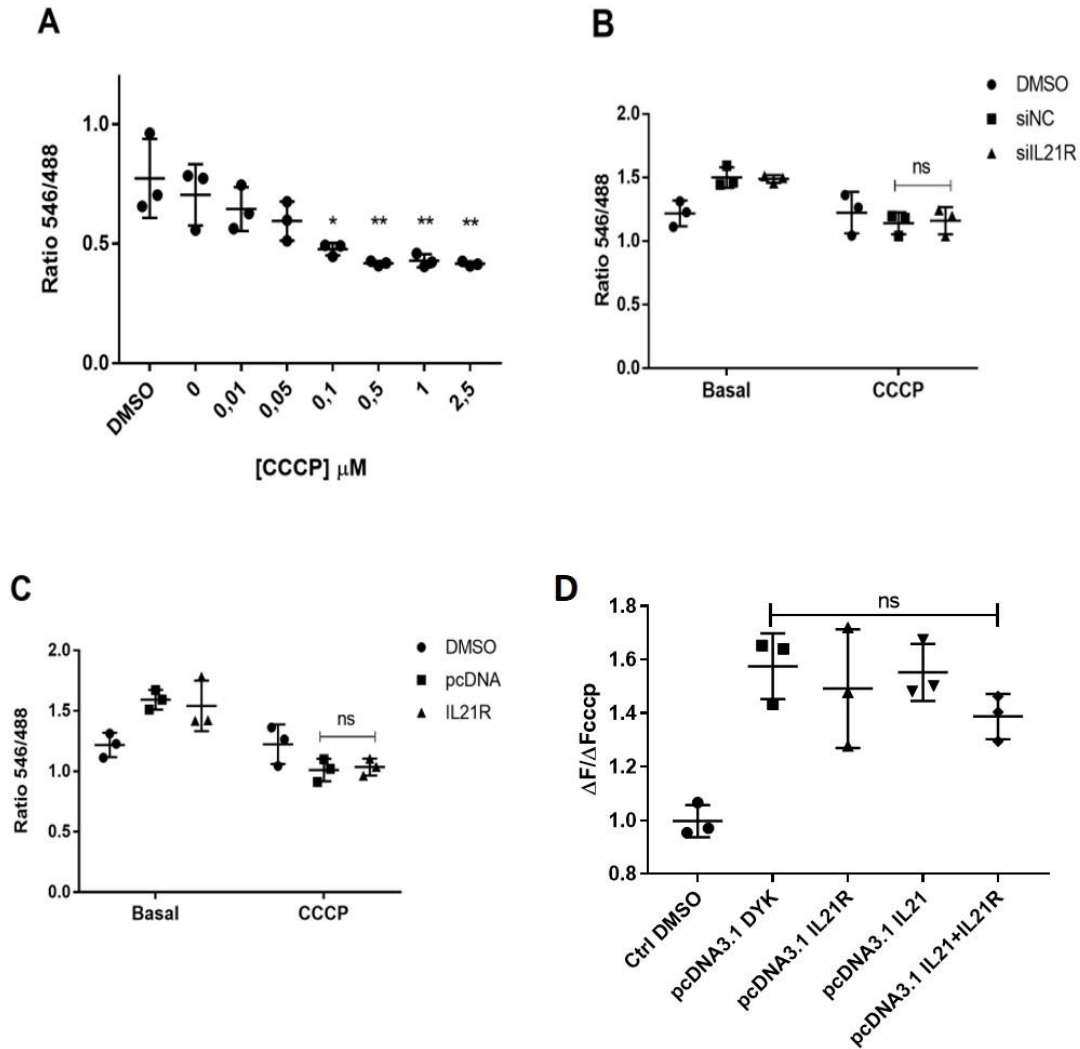 A
Ratio 546/488
1.0
0.5
0.0
* ** ** **
DMSO 0 0,01 0,05 0,1 0,5 1 2,5
[CCCP] μM
B
Ratio 546/488
2.0
1.5
1.0
0.5
0.0
ns
Basal CCCP
DMSO
siNC
siIL21R
C
Ratio 546/488
2.0
1.5
1.0
0.5
0.0
ns
Basal CCCP
DMSO
pcDNA
IL21R
D
ΔF/ΔFcccp
1.8
1.6
1.4
1.2
1.0
0.8
ns
Ctrl DMSO
pcDNA3.1 DYK
pcDNA3.1 IL21R
pcDNA3.1 IL21
pcDNA3.1 IL21+IL21R